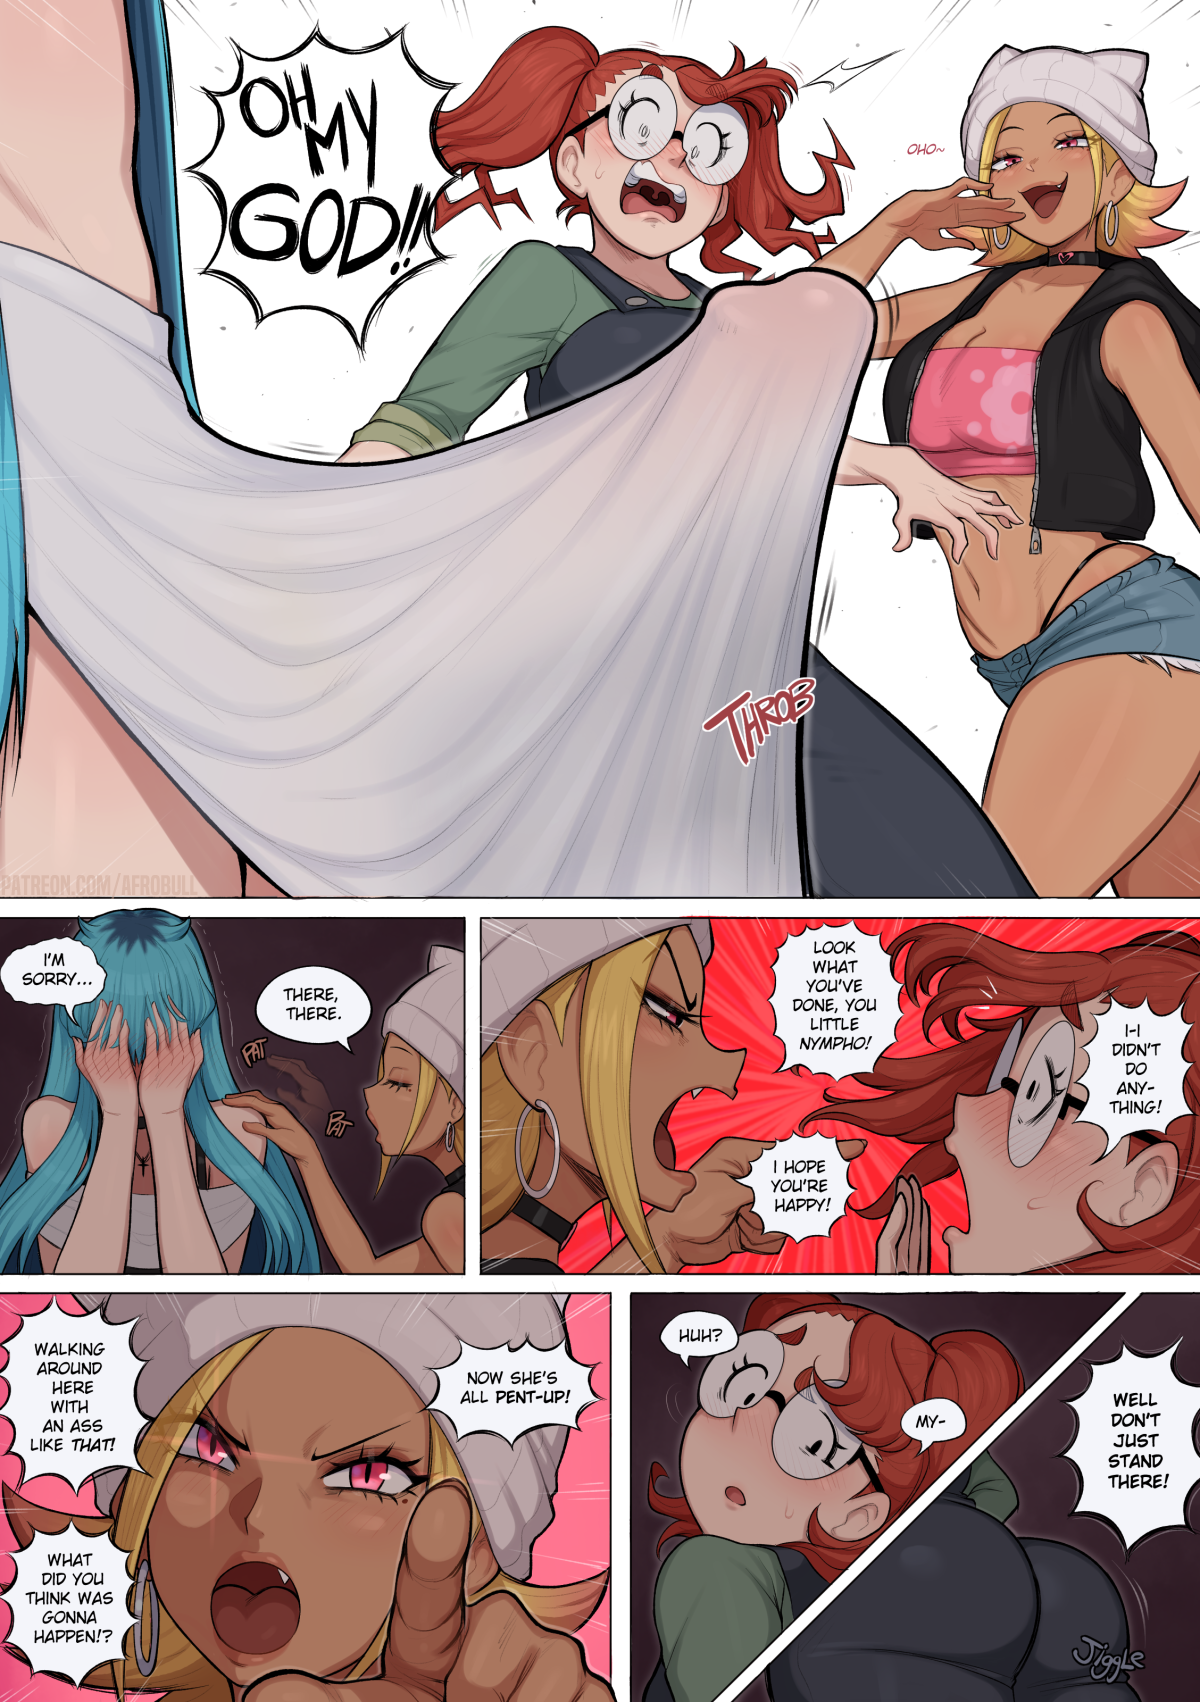 OH
MY
GOD!!
OHO~
THROB
PATREON.COM/AFROBULL
I'M
SORRY...
THERE,
THERE.
PAT
PAT
LOOK
WHAT
YOU'VE
DONE, YOU
LITTLE
NYMPHO!
I-I
DIDN'T
DO
ANY-
THING!
I HOPE
YOU'RE
HAPPY!
WALKING
AROUND
HERE
WITH
AN ASS
LIKE THAT!
NOW SHE'S
ALL PENT-UP!
WHAT
DID YOU
THINK WAS
GONNA
HAPPEN!?
HUH?
MY-
WELL
DON'T
JUST
STAND
THERE!
JIGGLE